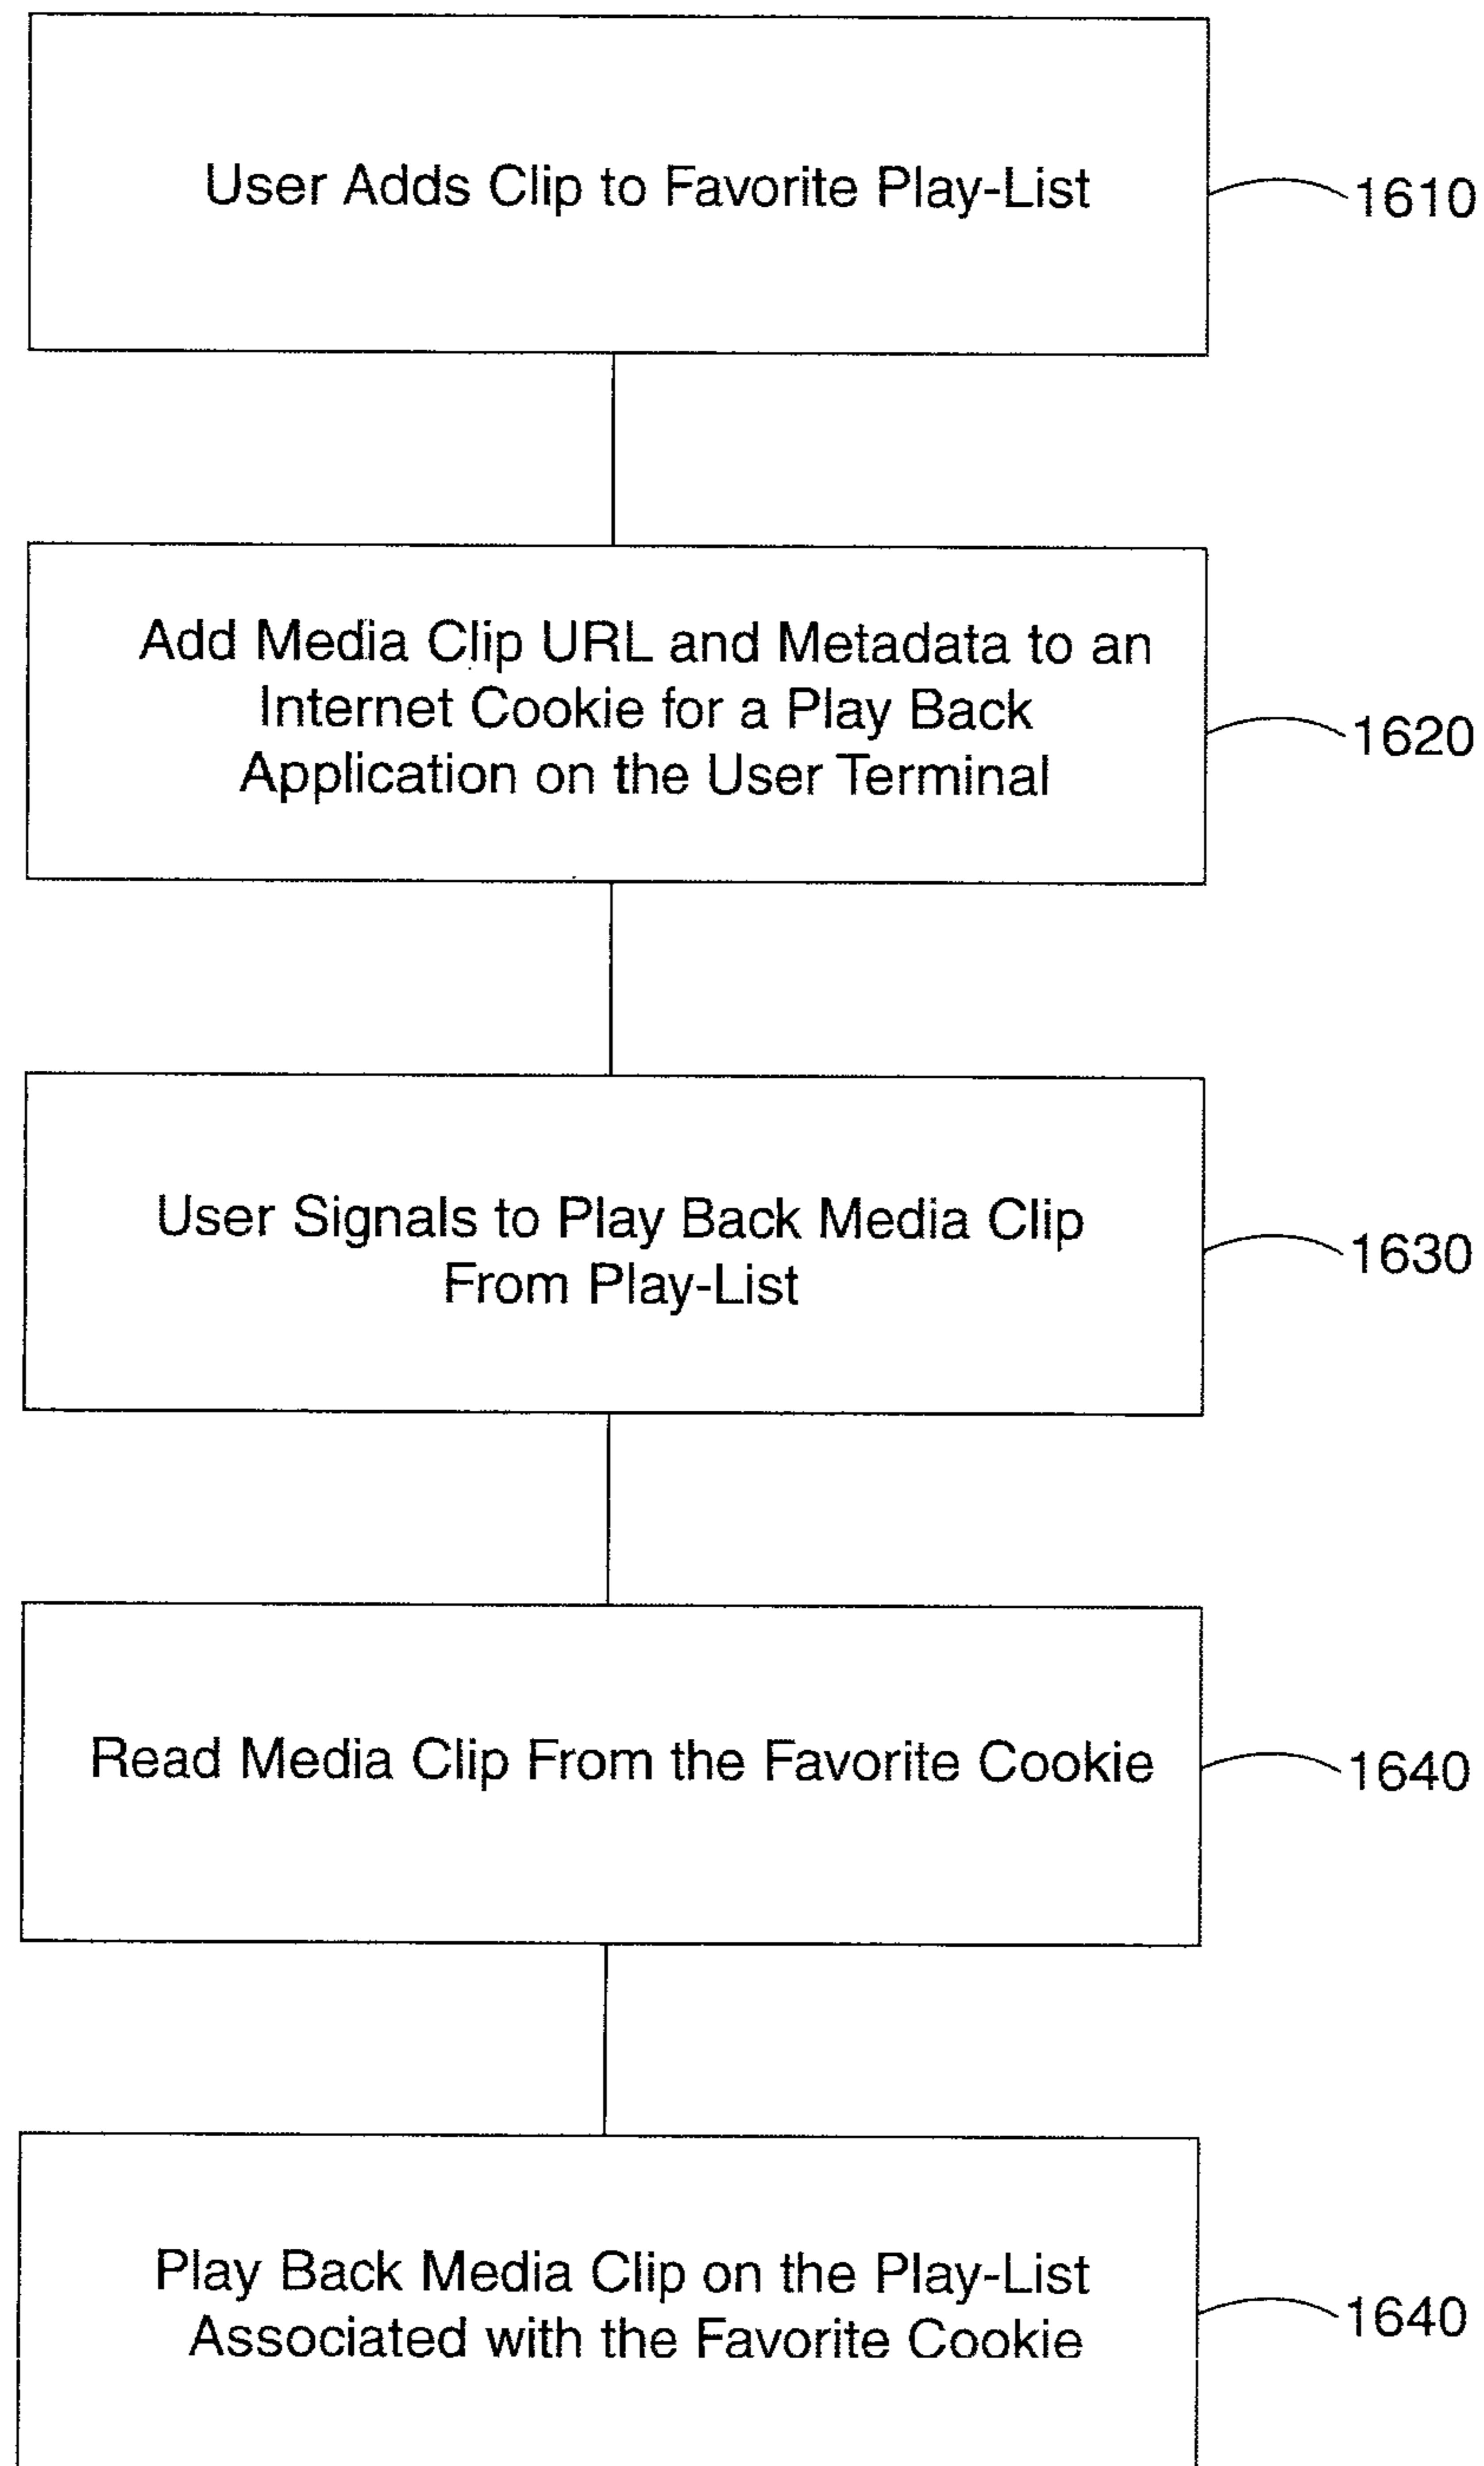 User Adds Clip to Favorite Play-List
1610
Add Media Clip URL and Metadata to an
Internet Cookie for a Play Back
Application on the User Terminal
1620
User Signals to Play Back Media Clip
From Play-List
1630
Read Media Clip From the Favorite Cookie
1640
Play Back Media Clip on the Play-List
Associated with the Favorite Cookie
1640